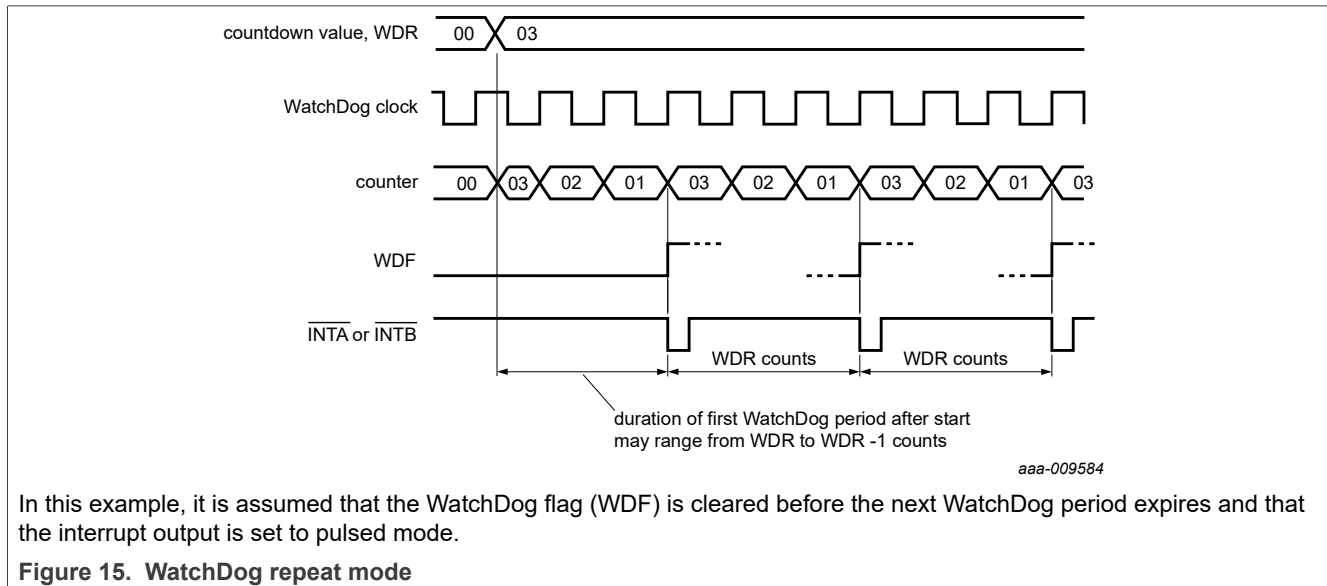 countdown value, WDR 00 03
WatchDog clock
counter 00 03 02 01 03 02 01 03 02 01 03
WDF
INTA or INTB
WDR counts WDR counts
duration of first WatchDog period after start
may range from WDR to WDR -1 counts
aaa-009584
In this example, it is assumed that the WatchDog flag (WDF) is cleared before the next WatchDog period expires and that
the interrupt output is set to pulsed mode.
Figure 15. WatchDog repeat mode